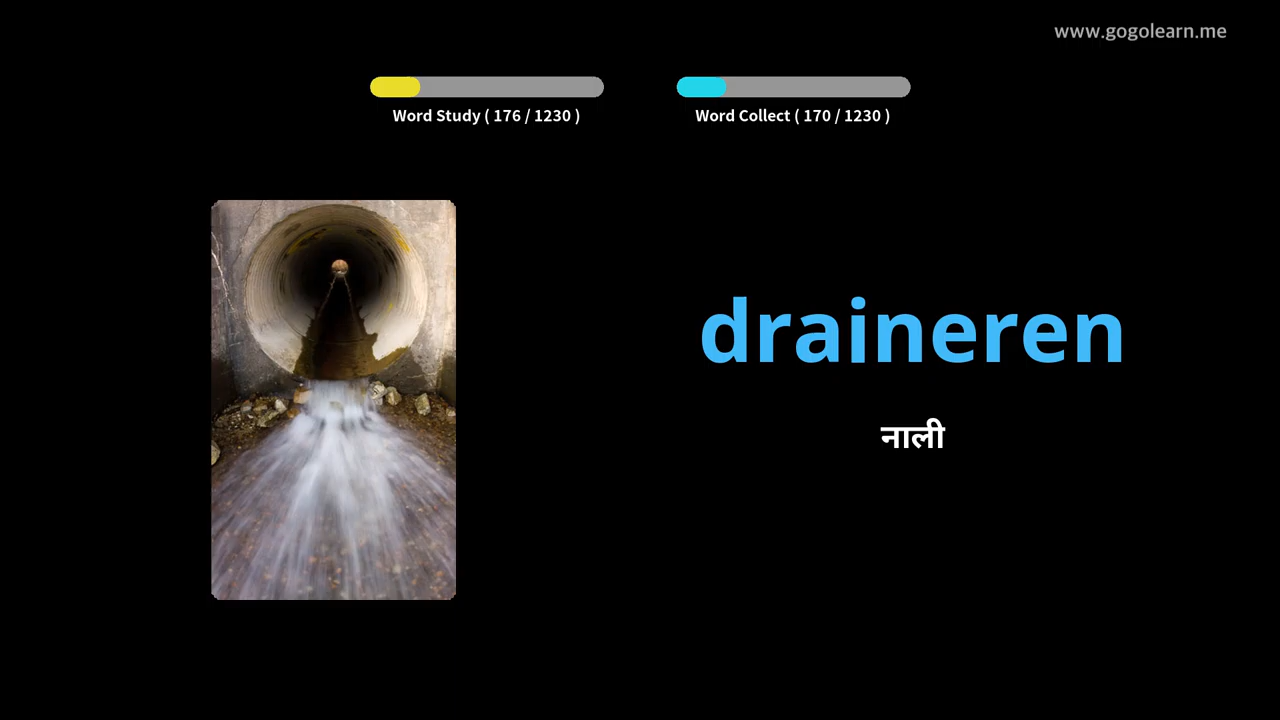 www.gogolearn.me
Word Study ( 176 / 1230 )
Word Collect ( 170 / 1230 )
draineren
नाली